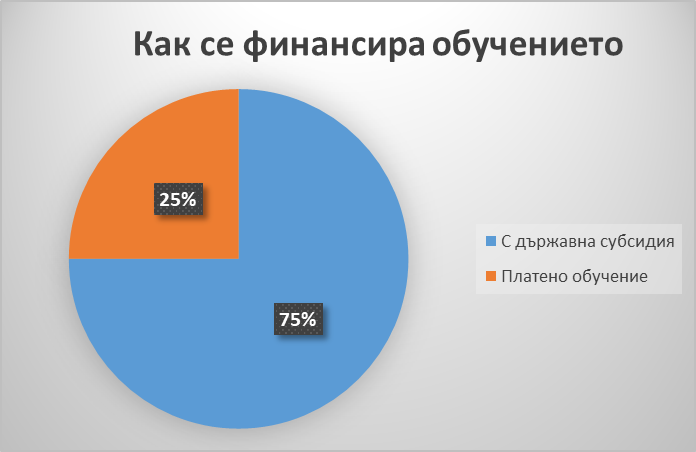 Как се финансира обучението
25%
75%
С държавна субсидия
Платено обучение